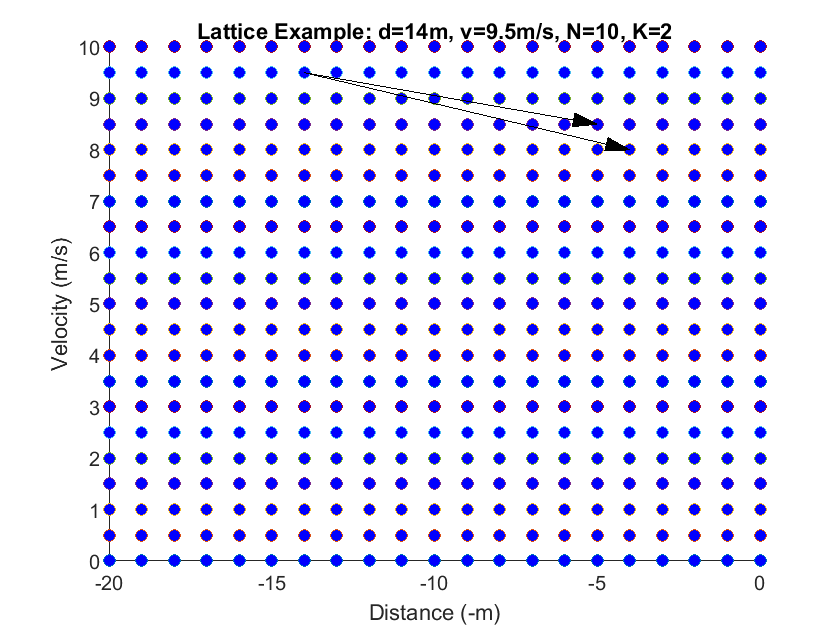 Lattice Example: d=14m, v=9.5m/s, N=10, K=2
10
9
8
7
6
5
4
3
2
1
0
Velocity (m/s)
-20 -15 -10 -5 0
Distance (-m)